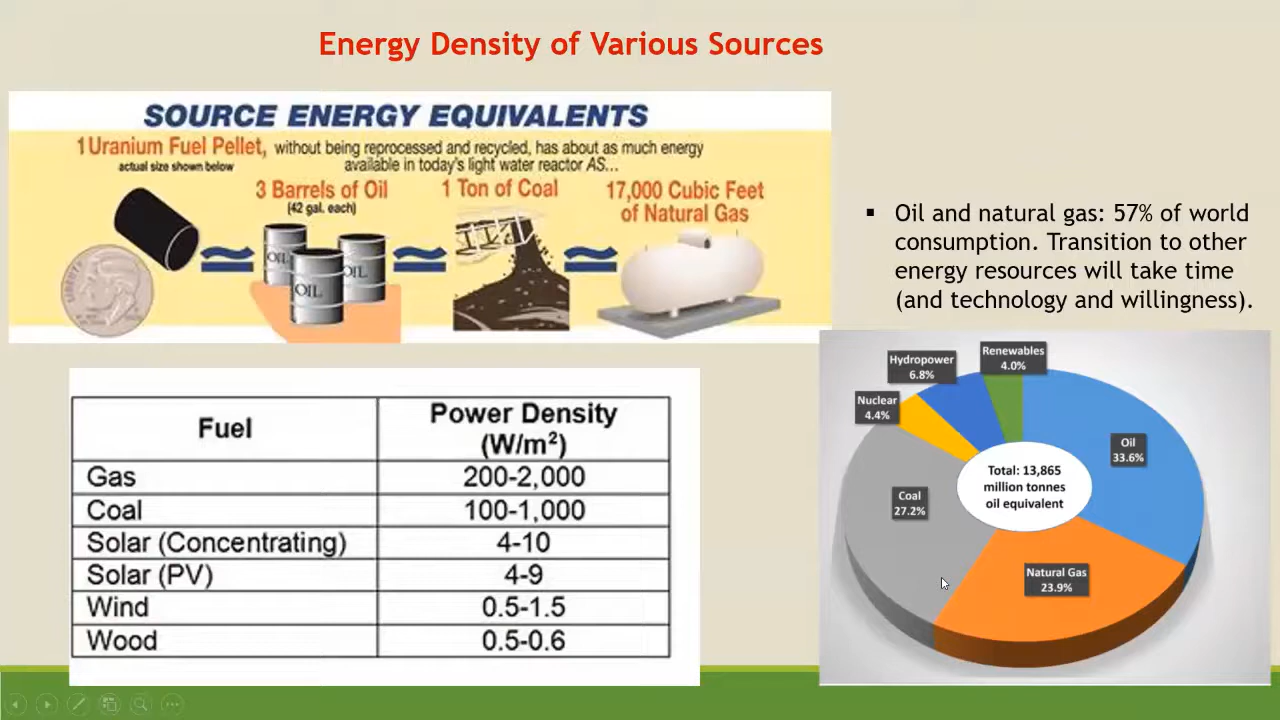 Energy Density of Various Sources
SOURCE ENERGY EQUIVALENTS
1 Uranium Fuel Pellet, without being reprocessed and recycled, has about as much energy
actual size shown below
available in today's light water reactor AS...
3 Barrels of Oil
(42 gal. each)
1 Ton of Coal
17,000 Cubic Feet
of Natural Gas
LIBERTY
OIL
OIL
OIL
▪ Oil and natural gas: 57% of world
consumption. Transition to other
energy resources will take time
(and technology and willingness).
Fuel Power Density
(W/m²)
Gas 200-2,000
Coal 100-1,000
Solar (Concentrating) 4-10
Solar (PV) 4-9
Wind 0.5-1.5
Wood 0.5-0.6
Renewables
4.0%
Hydropower
6.8%
Nuclear
4.4%
Oil
33.6%
Coal
27.2%
Total: 13,865
million tonnes
oil equivalent
Natural Gas
23.9%